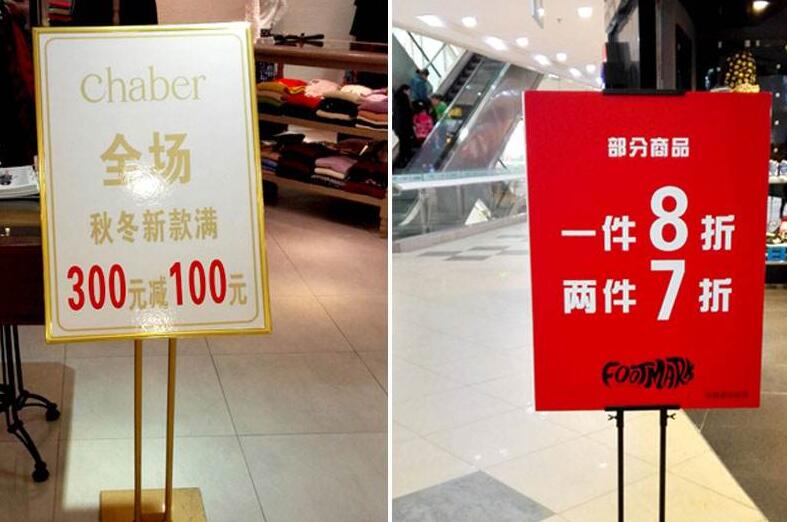 Chaber
全场
秋冬新款满
300元减100元
部分商品
一件8折
两件7折
FOOTMARK